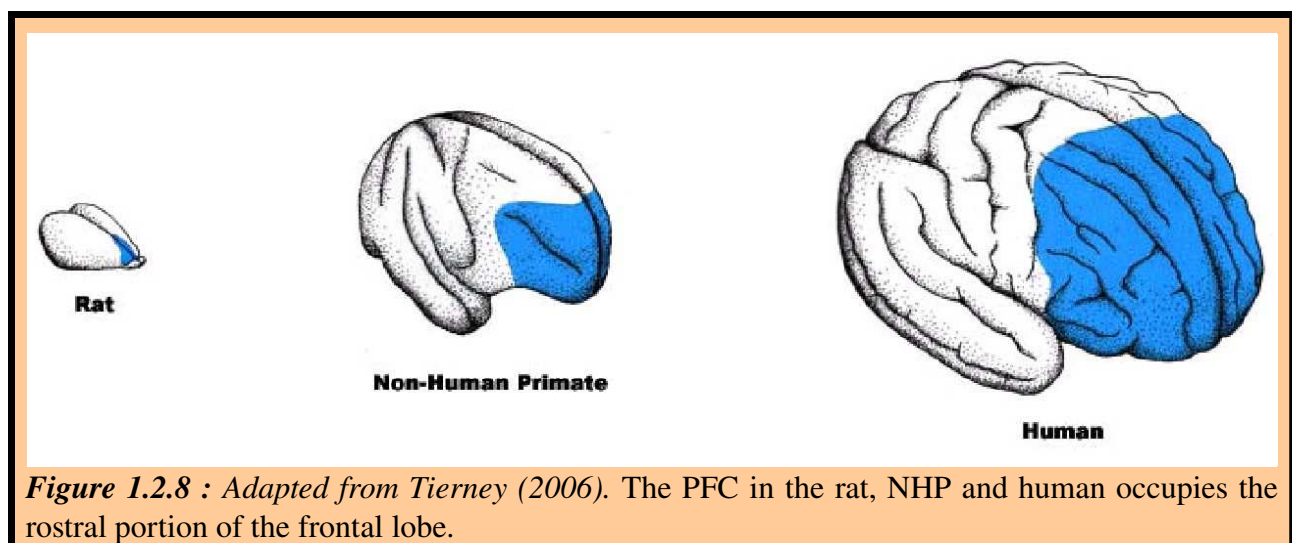 Rat
Non-Human Primate
Human
Figure 1.2.8 : Adapted from Tierney (2006). The PFC in the rat, NHP and human occupies the
rostral portion of the frontal lobe.